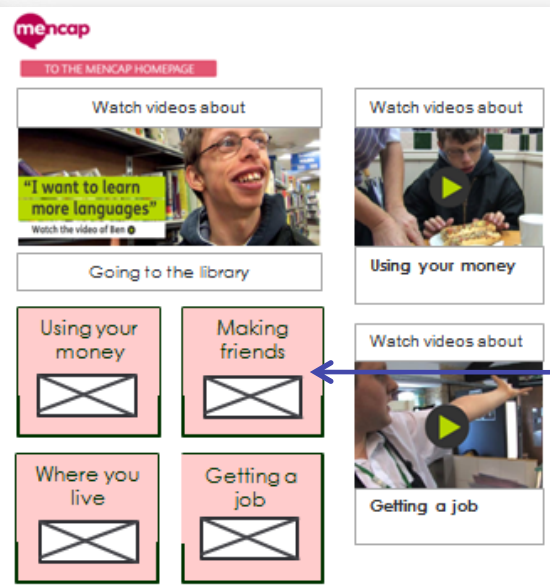 mencap
TO THE MENCAP HOMEPAGE
Watch videos about
"I want to learn
more languages"
Watch the video of Ben
Going to the library
Using your
money
Making
friends
Where you
live
Getting a
job
Watch videos about
Using your money
Watch videos about
Getting a job